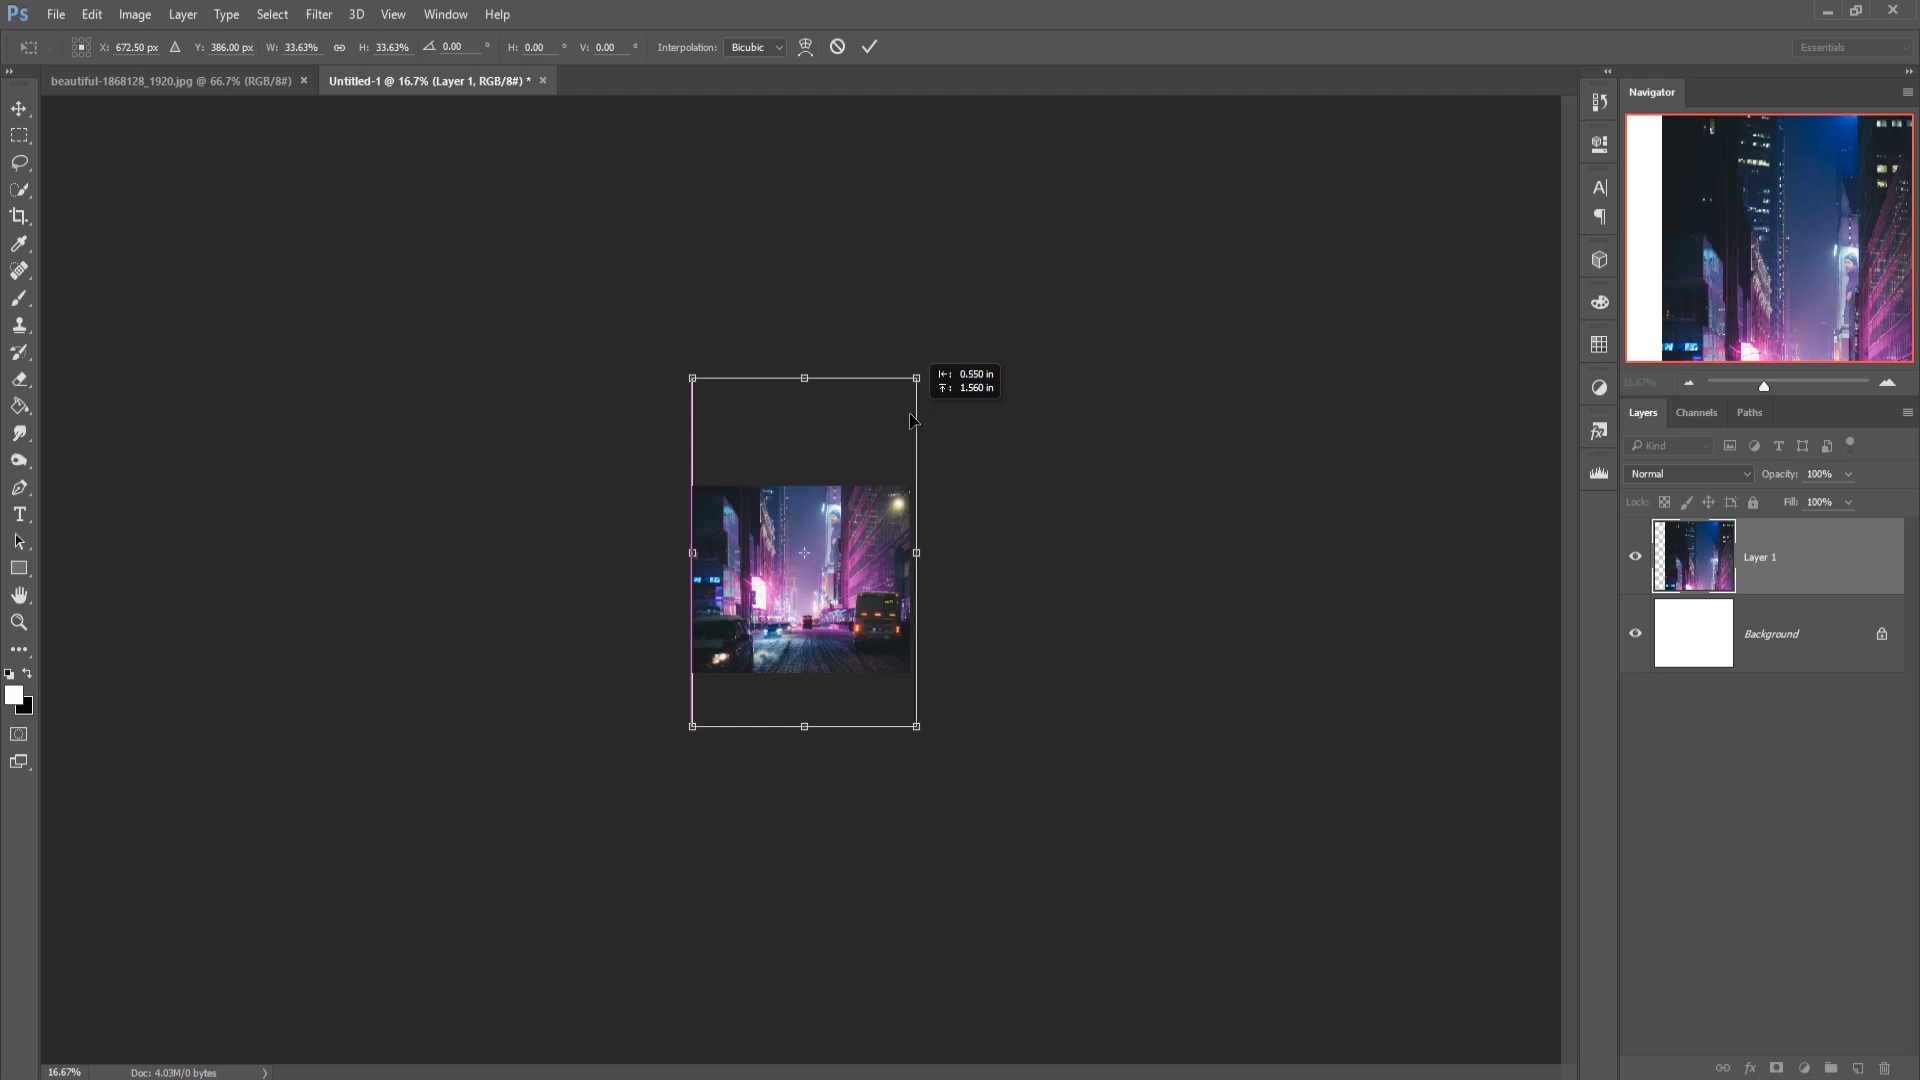 Ps File Edit Image Layer Type Select Filter 3D View Window Help
X: 672.50 px Y: 386.00 px W: 33.63% H: 33.63% 0.00 ° H: 0.00 ° V: 0.00 ° Interpolation: Bicubic Essentials
beautiful-1868128_1920.jpg @ 66.7% (RGB/8#) × Untitled-1 @ 16.7% (Layer 1, RGB/8#) * ×
Navigator
0.550 in
1.560 in
16.67%
Layers Channels Paths
Kind
Normal Opacity: 100%
Lock: Fill: 100%
Layer 1
Background
16.67% Doc: 4.03M/0 bytes